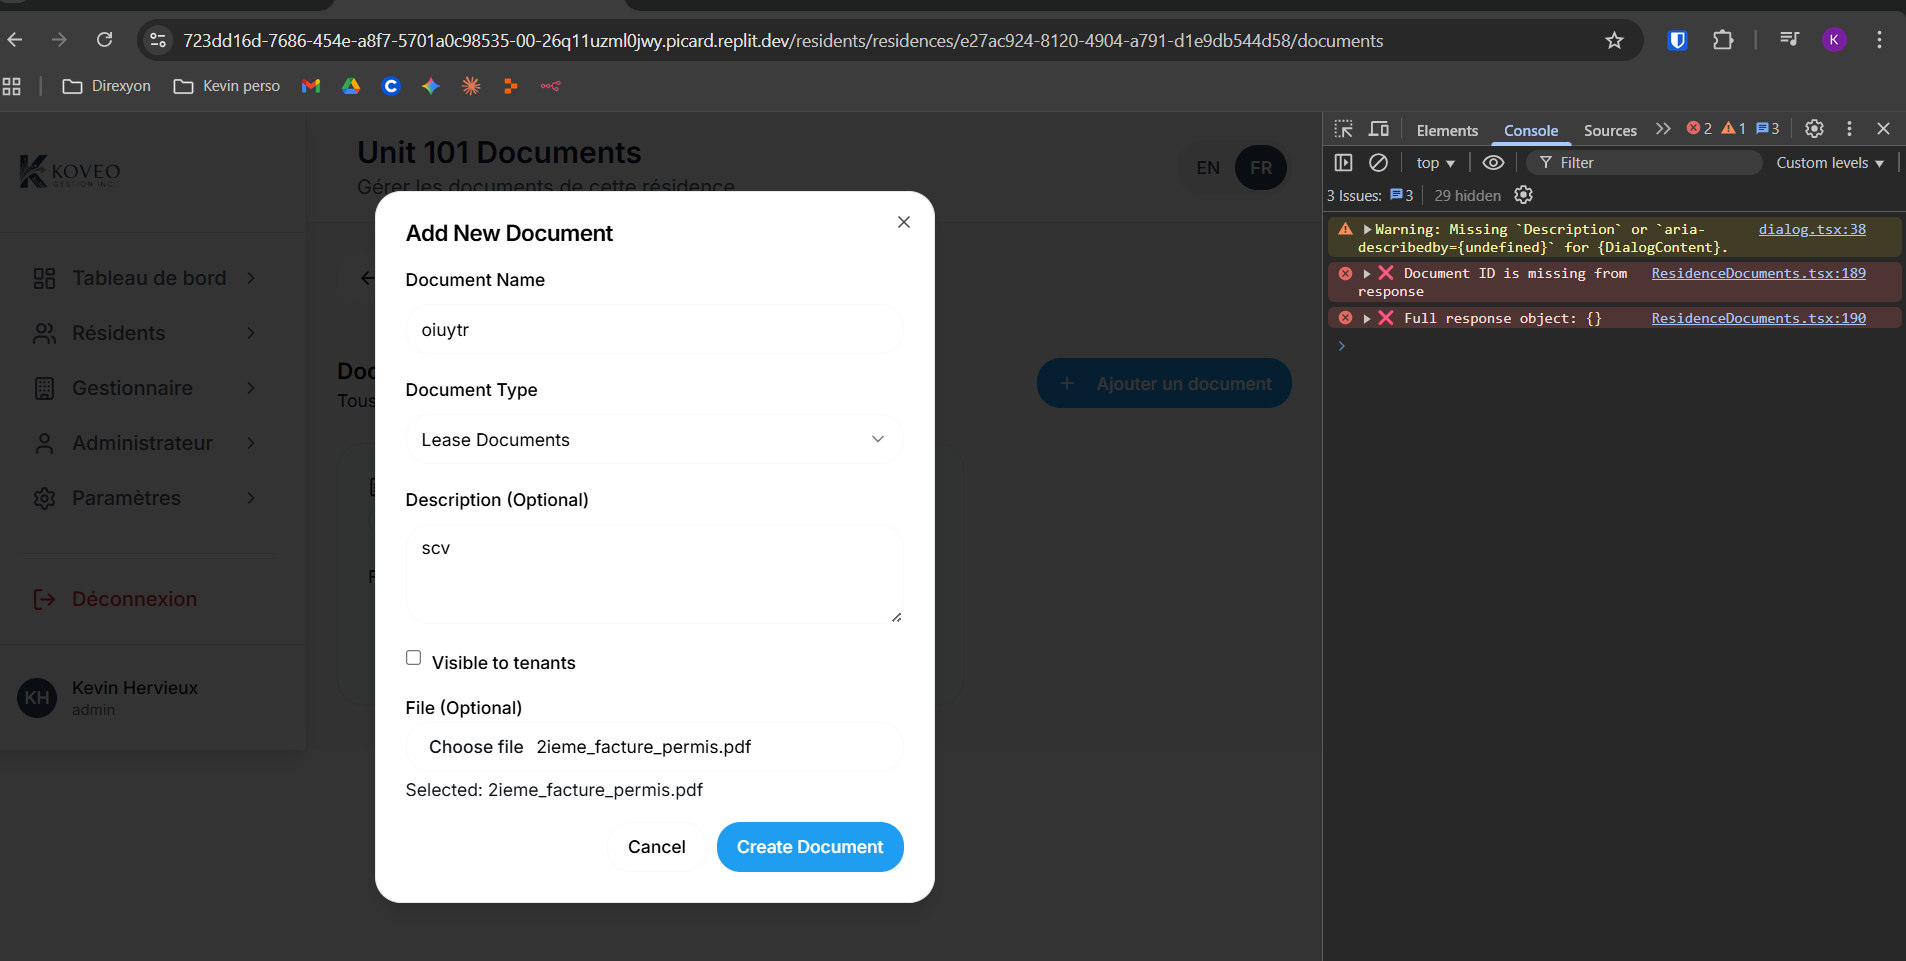 723dd16d-7686-454e-a8f7-5701a0c98535-00-26q11uzml0jwy.picard.replit.dev/residents/residences/e27ac924-8120-4904-a791-d1e9db544d58/documents
K
Direxyon
Kevin perso
KOVEO
GESTION INC
Unit 101 Documents
Gérer les documents de cette résidence
EN
FR
Tableau de bord
Résidents
Gestionnaire
Administrateur
Paramètres
Déconnexion
KH
Kevin Hervieux
admin
Doc
Tous
Ajouter un document
Add New Document
Document Name
oiuytr
Document Type
Lease Documents
Description (Optional)
scv
Visible to tenants
File (Optional)
Choose file 2ieme_facture_permis.pdf
Selected: 2ieme_facture_permis.pdf
Cancel
Create Document
Elements
Console
Sources
2
1
3
top
Filter
Custom levels
3 Issues:
3
29 hidden
Warning: Missing `Description` or `aria-
describedby={undefined}` for {DialogContent}.
dialog.tsx:38
Document ID is missing from
response
ResidenceDocuments.tsx:189
Full response object: {}
ResidenceDocuments.tsx:190